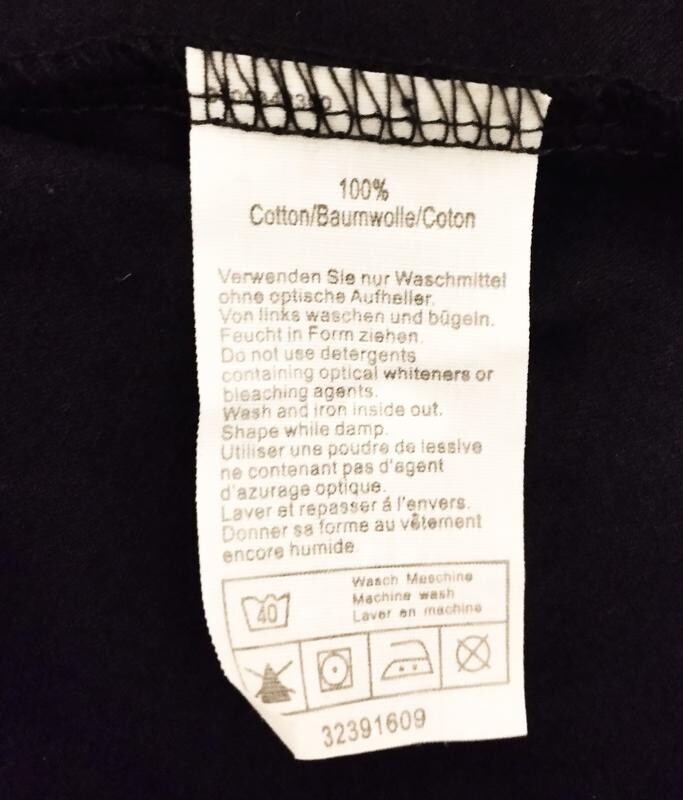 100%
Cotton/Baumwolle/Coton
Verwenden Sie nur Waschmittel
ohne optische Aufheller.
Von links waschen und bügeln.
Feucht in Form ziehen.
Do not use detergents
containing optical whiteners or
bleaching agents.
Wash and iron inside out.
Shape while damp.
Utiliser une poudre de lessive
ne contenant pas d'agent
d'azurage optique.
Laver et repasser á l'envers.
Donner sa forme au vêtement
encore humide.
Wasch Maschine
Machine wash
40
Laver en machine
32391609